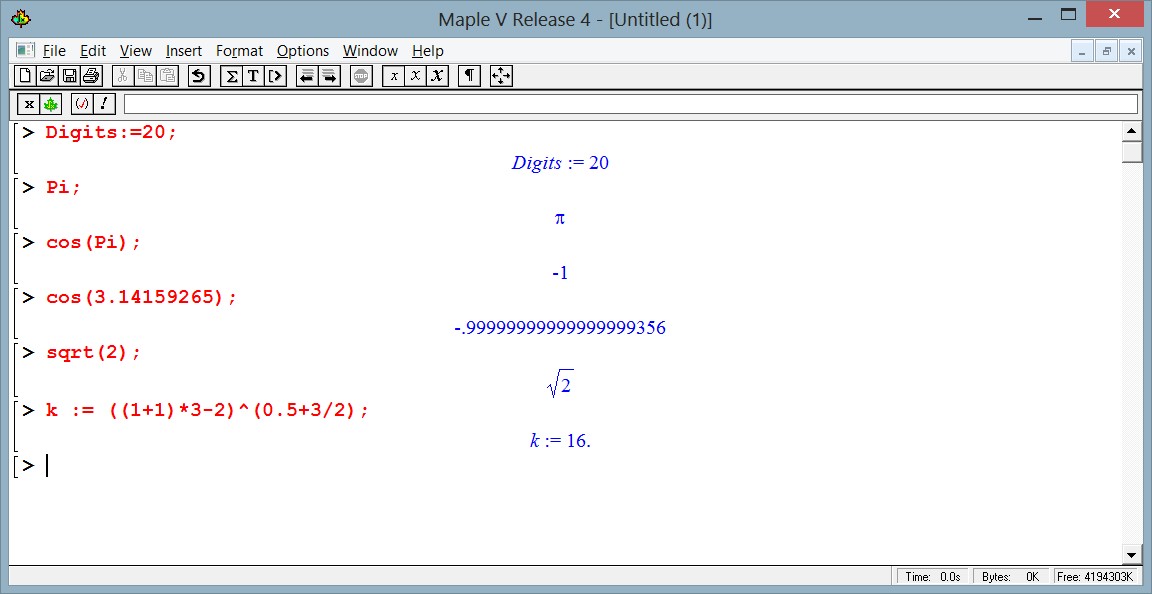 Maple V Release 4 - [Untitled (1)]
File Edit View Insert Format Options Window Help
Σ T [>
STOP
x x x ¶
x (√) !
> Digits:=20;
Digits := 20
> Pi;
π
> cos(Pi);
-1
> cos(3.14159265);
-.99999999999999999356
> sqrt(2);
√2
> k := ((1+1)*3-2)^(0.5+3/2);
k := 16.
>
Time: 0.0s Bytes: 0K Free: 4194303K